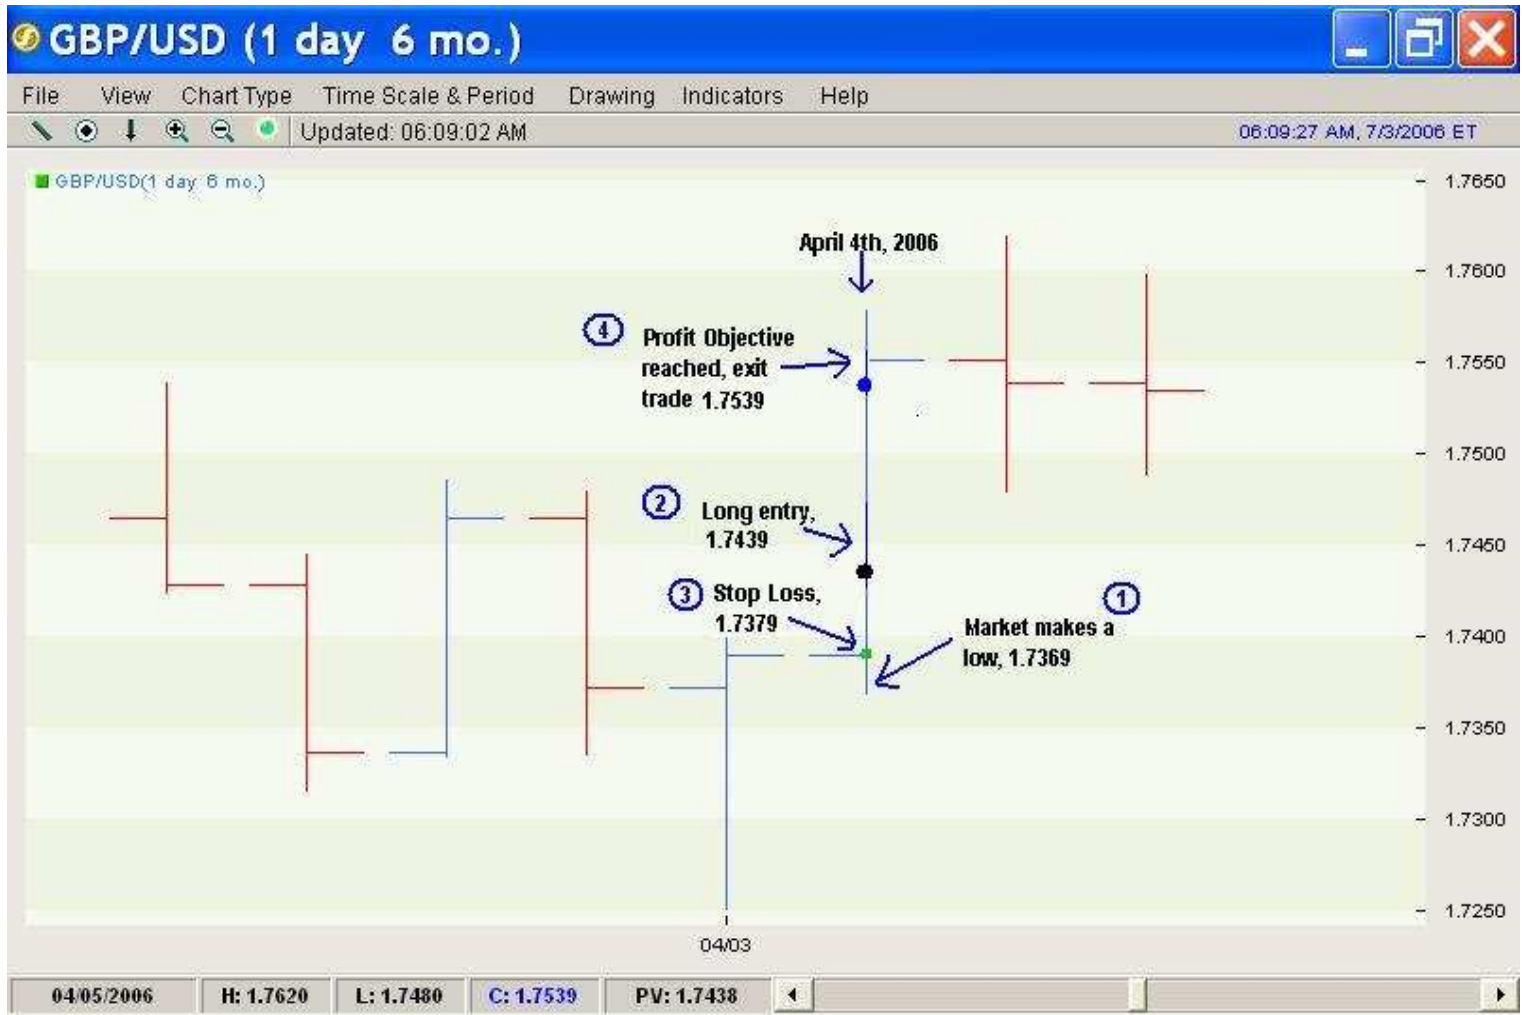 GBP/USD (1 day 6 mo.)
File View Chart Type Time Scale & Period Drawing Indicators Help
Updated: 06:09:02 AM
06:09:27 AM, 7/3/2006 ET
GBP/USD(1 day 6 mo.)
1.7650
April 4th, 2006
1.7600
4
Profit Objective
reached, exit
trade 1.7539
1.7550
1.7500
2
Long entry,
1.7439
1.7450
3
Stop Loss,
1.7379
1
Market makes a
low, 1.7369
1.7400
1.7350
1.7300
1.7250
04/03
04/05/2006 H: 1.7620 L: 1.7480 C: 1.7539 PV: 1.7438